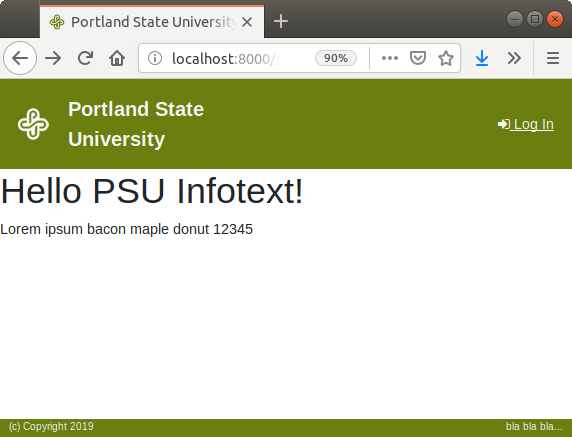 Portland State University
localhost:8000/
90%
Portland State
University
Log In
Hello PSU Infotext!
Lorem ipsum bacon maple donut 12345
(c) Copyright 2019
bla bla bla...